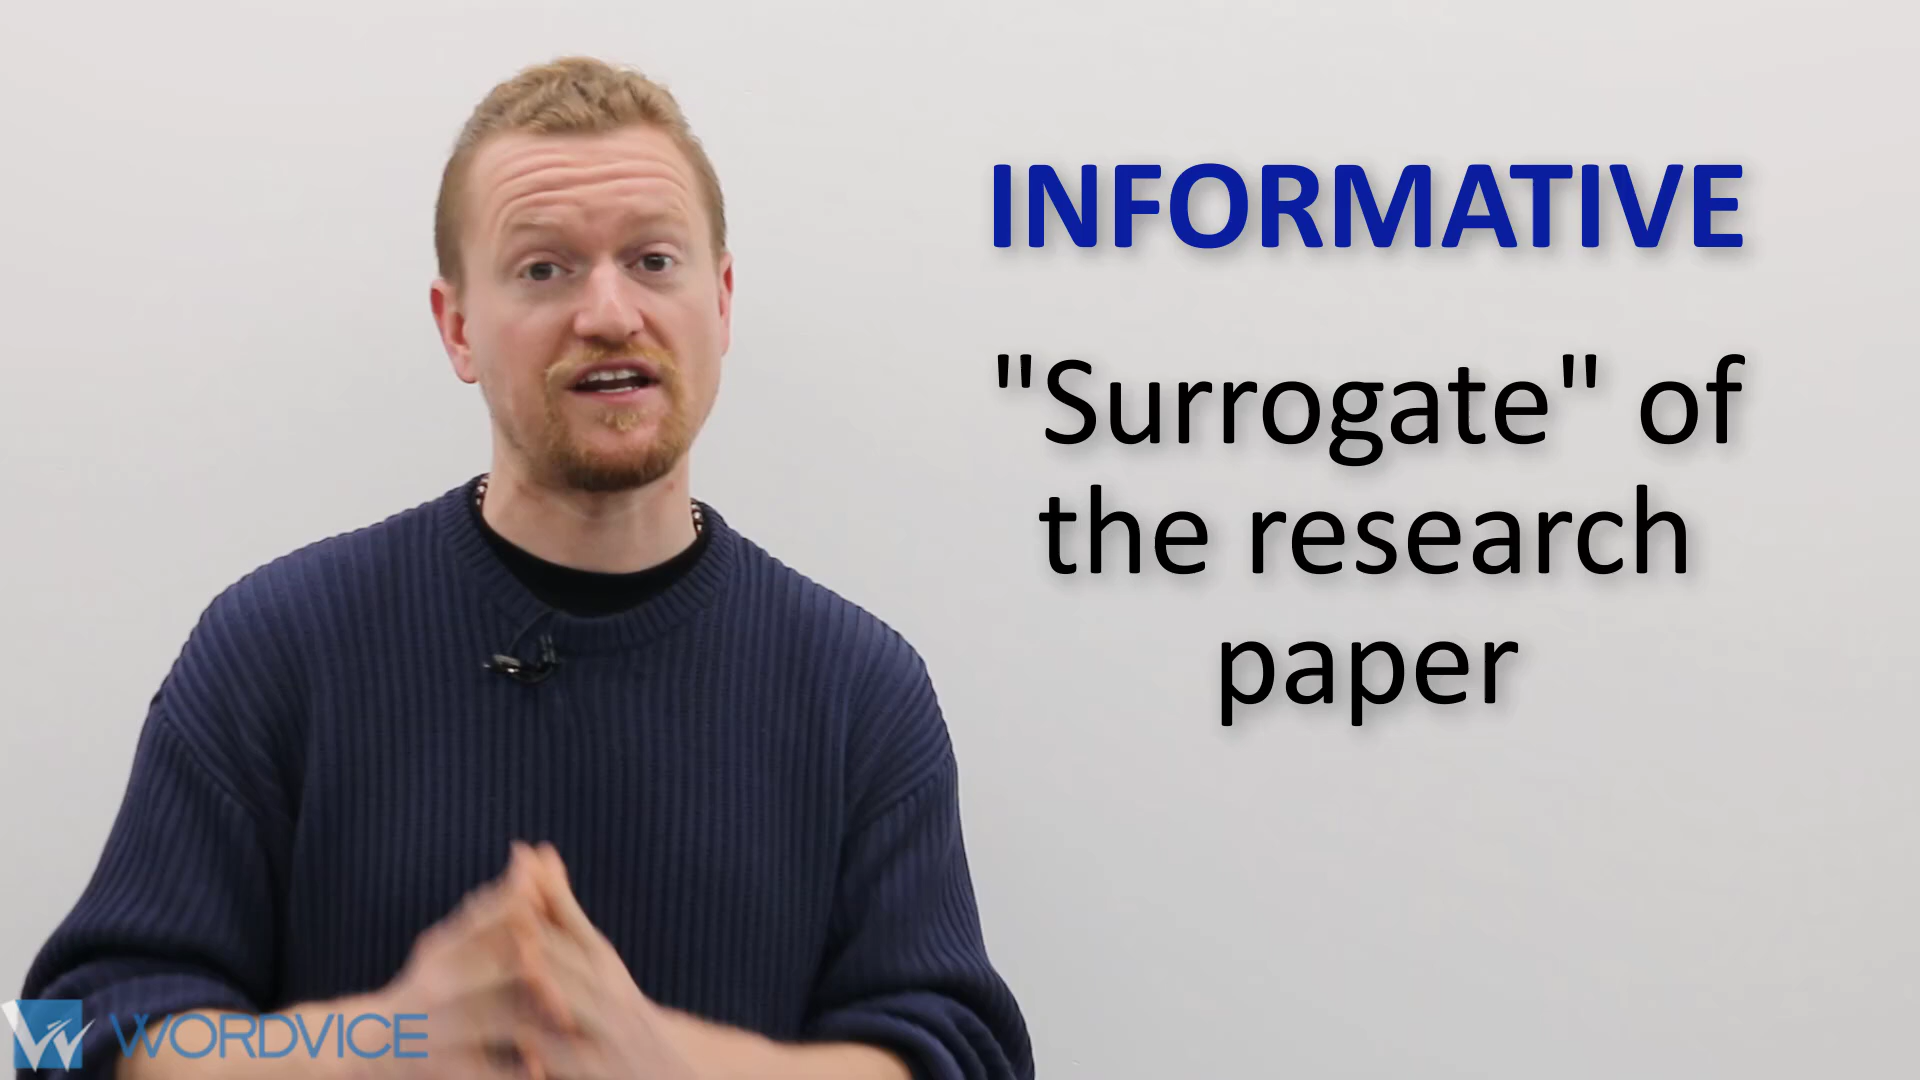 INFORMATIVE
"Surrogate" of
the research
paper
WORDVICE